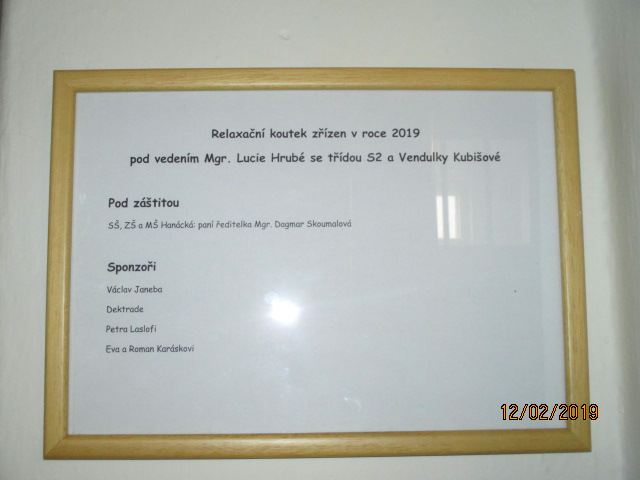 Relaxační koutek zřízen v roce 2019
pod vedením Mgr. Lucie Hrubé se třídou S2 a Vendulky Kubišové
Pod záštitou
SŠ, ZŠ a MŠ Hanácká: paní ředitelka Mgr. Dagmar Skoumalová
Sponzoři
Václav Janeba
Dektrade
Petra Laslofi
Eva a Roman Karáskovi
12/02/2019